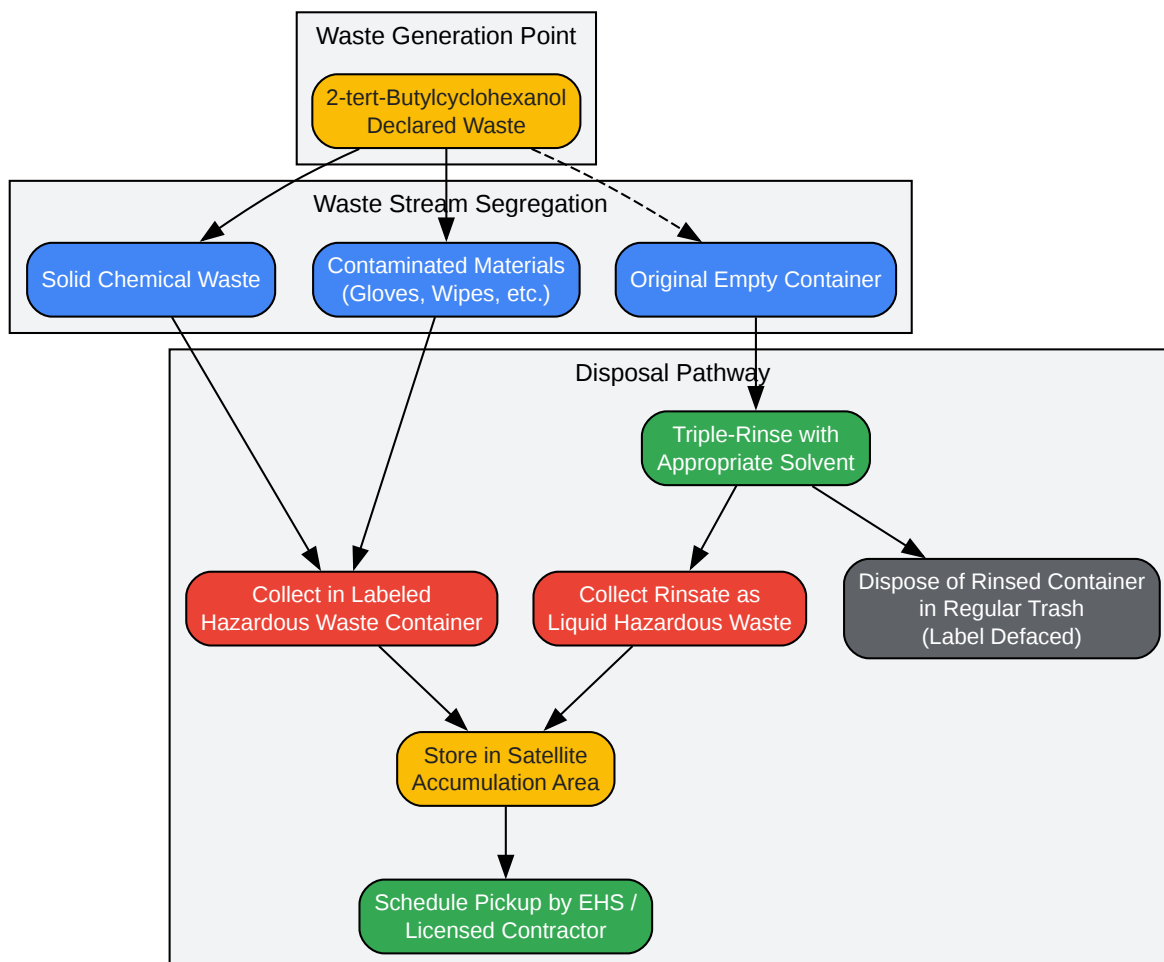 Waste Generation Point
2-tert-Butylcyclohexanol
Declared Waste
Waste Stream Segregation
Solid Chemical Waste
Contaminated Materials
(Gloves, Wipes, etc.)
Original Empty Container
Disposal Pathway
Triple-Rinse with
Appropriate Solvent
Collect in Labeled
Hazardous Waste Container
Collect Rinsate as
Liquid Hazardous Waste
Dispose of Rinsed Container
in Regular Trash
(Label Defaced)
Store in Satellite
Accumulation Area
Schedule Pickup by EHS /
Licensed Contractor